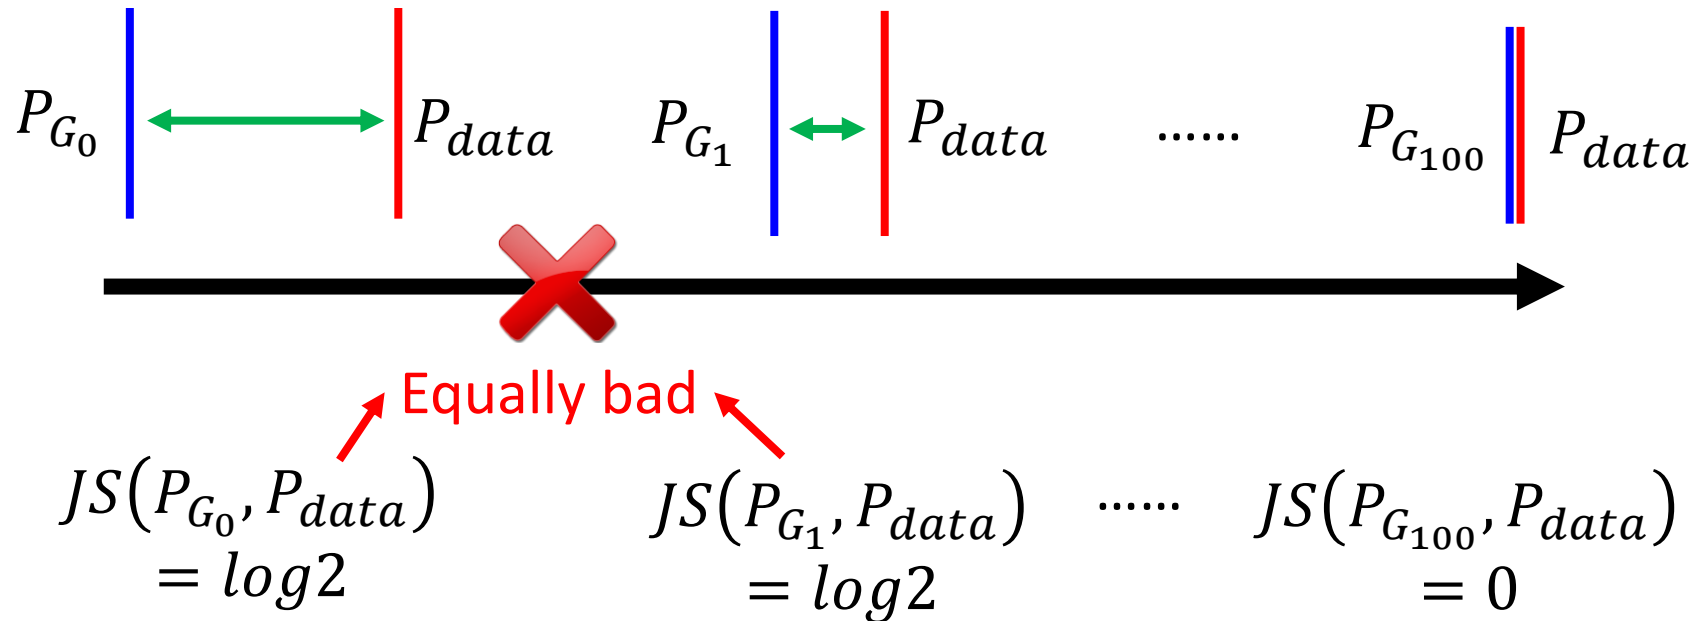 P_{G_0} P_{data} P_{G_1} P_{data} ...... P_{G_{100}} P_{data}
Equally bad
JS(P_{G_0}, P_{data}) JS(P_{G_1}, P_{data}) ...... JS(P_{G_{100}}, P_{data})
= log2 = log2 = 0